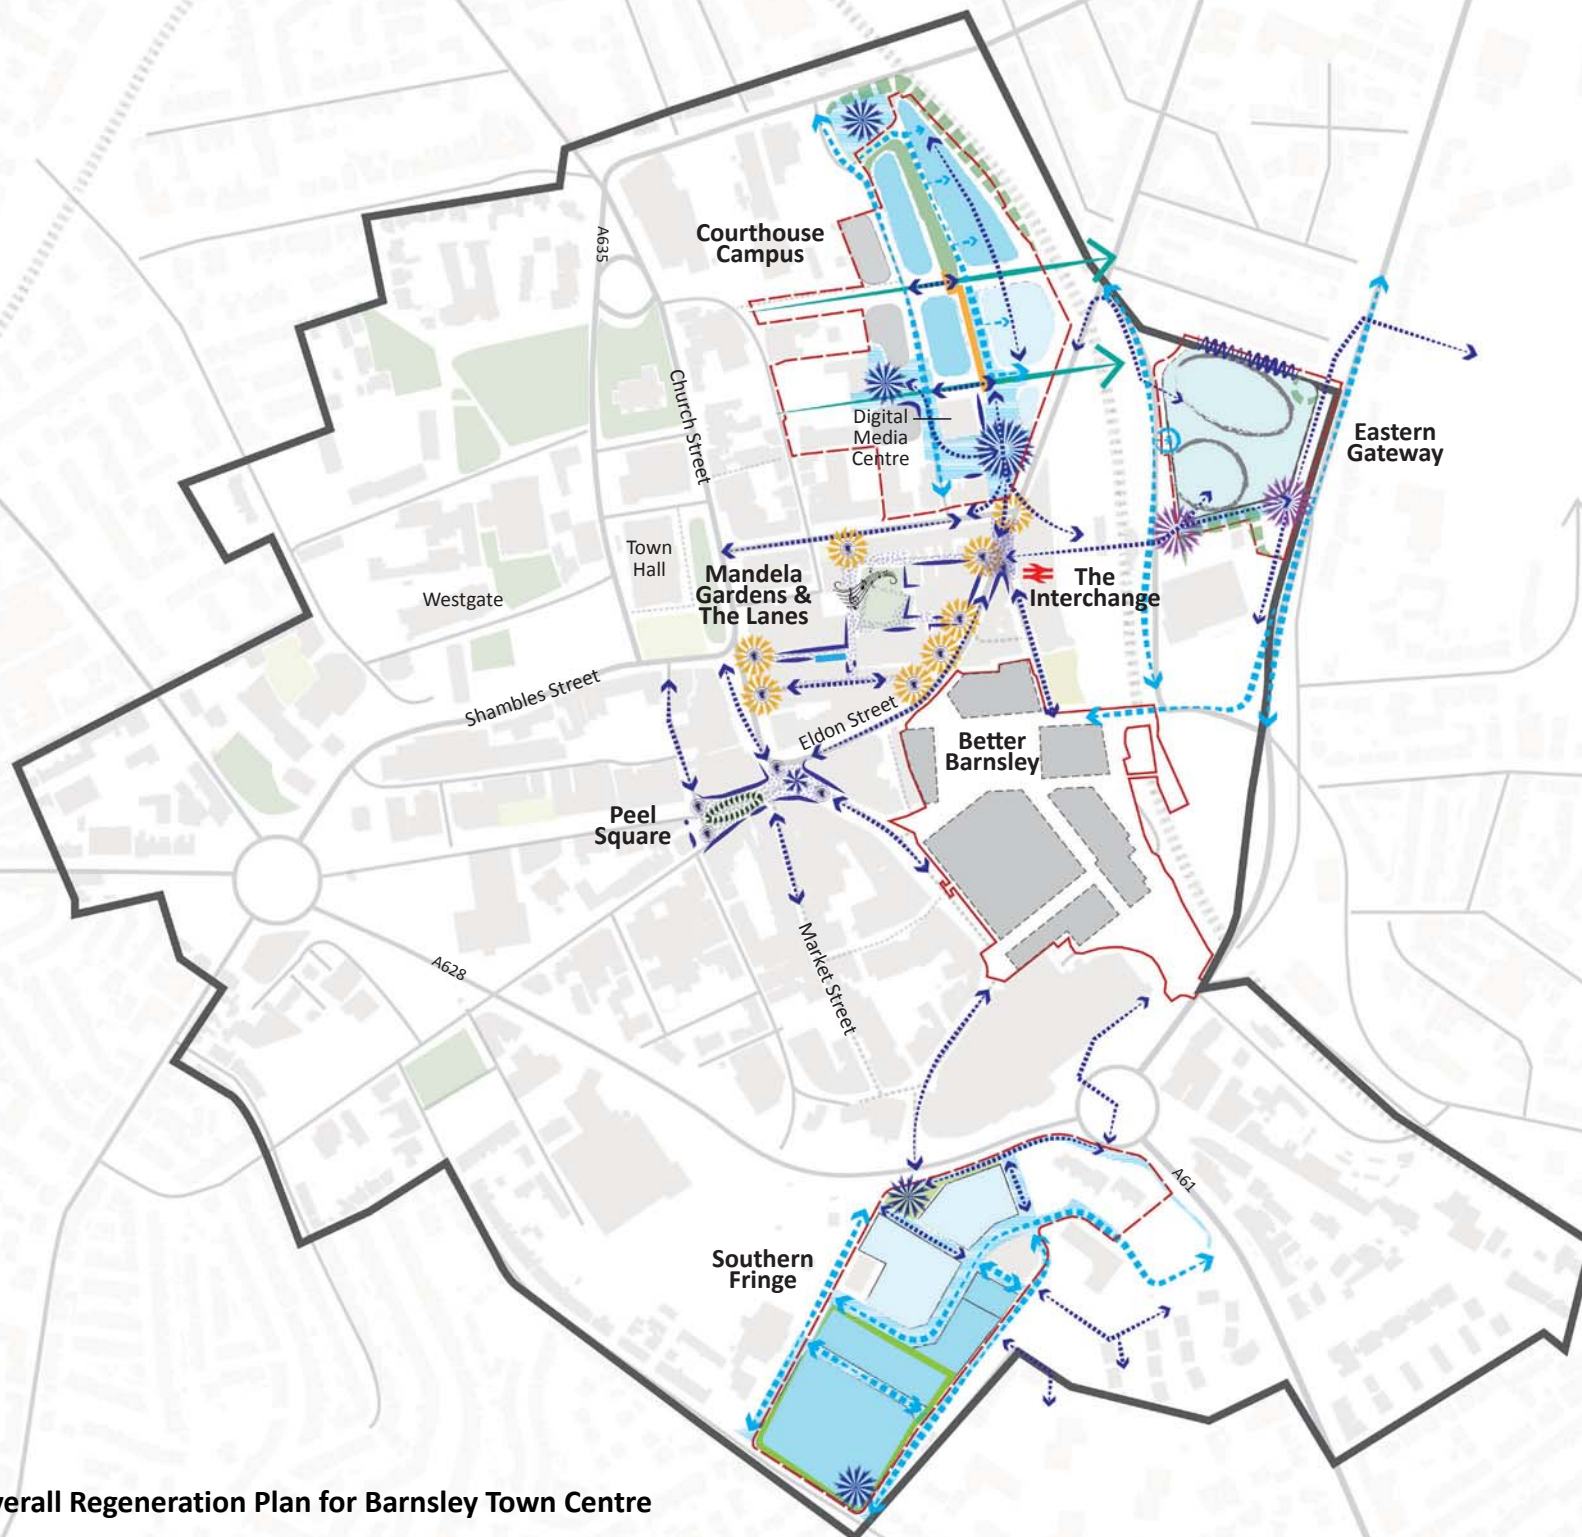 A635
Courthouse
Campus
Church Street
Digital
Media
Centre
Eastern
Gateway
Town
Hall
Mandela
Gardens &
The Lanes
The
Interchange
Westgate
Shambles Street
Eldon Street
Better
Barnsley
Peel
Square
Market Street
A628
A61
Southern
Fringe
verall Regeneration Plan for Barnsley Town Centre